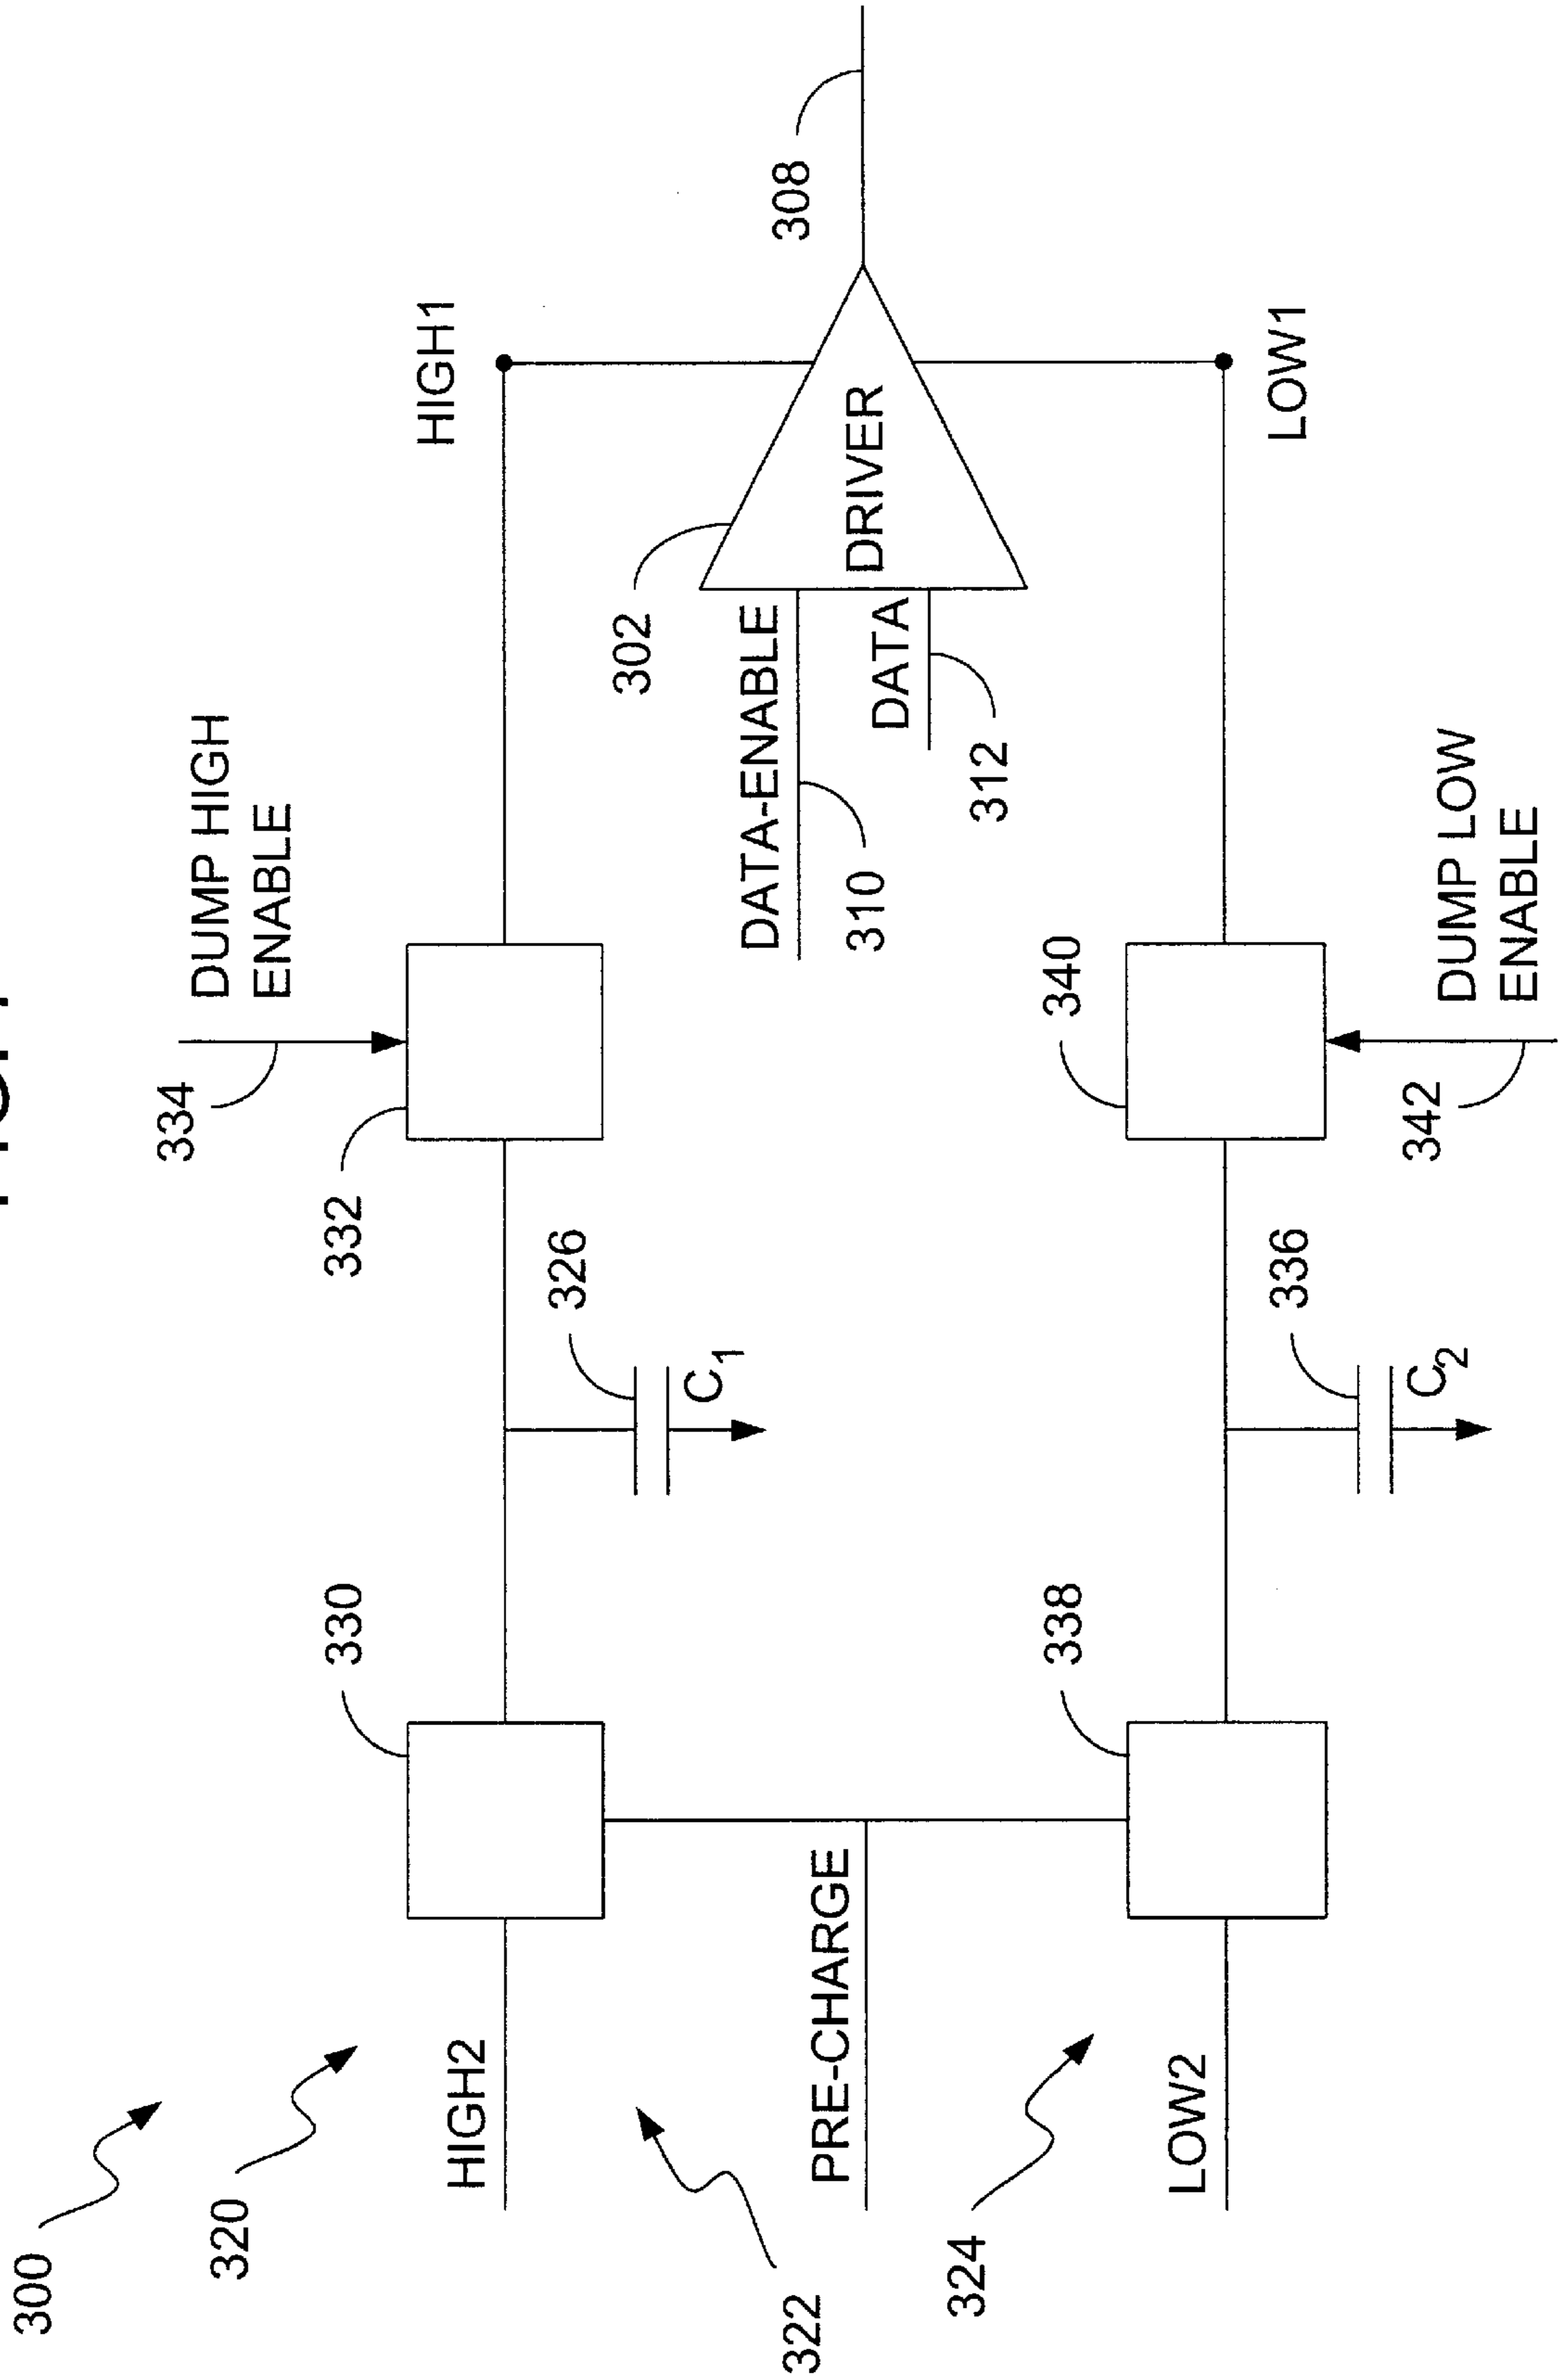 300
320
322
324
HIGH2
PRE-CHARGE
LOW2
330
338
326
C1
336
C2
334
332
DUMP HIGH
ENABLE
340
342
DUMP LOW
ENABLE
DATA-ENABLE
310
DATA
312
302
DRIVER
HIGH1
LOW1
308